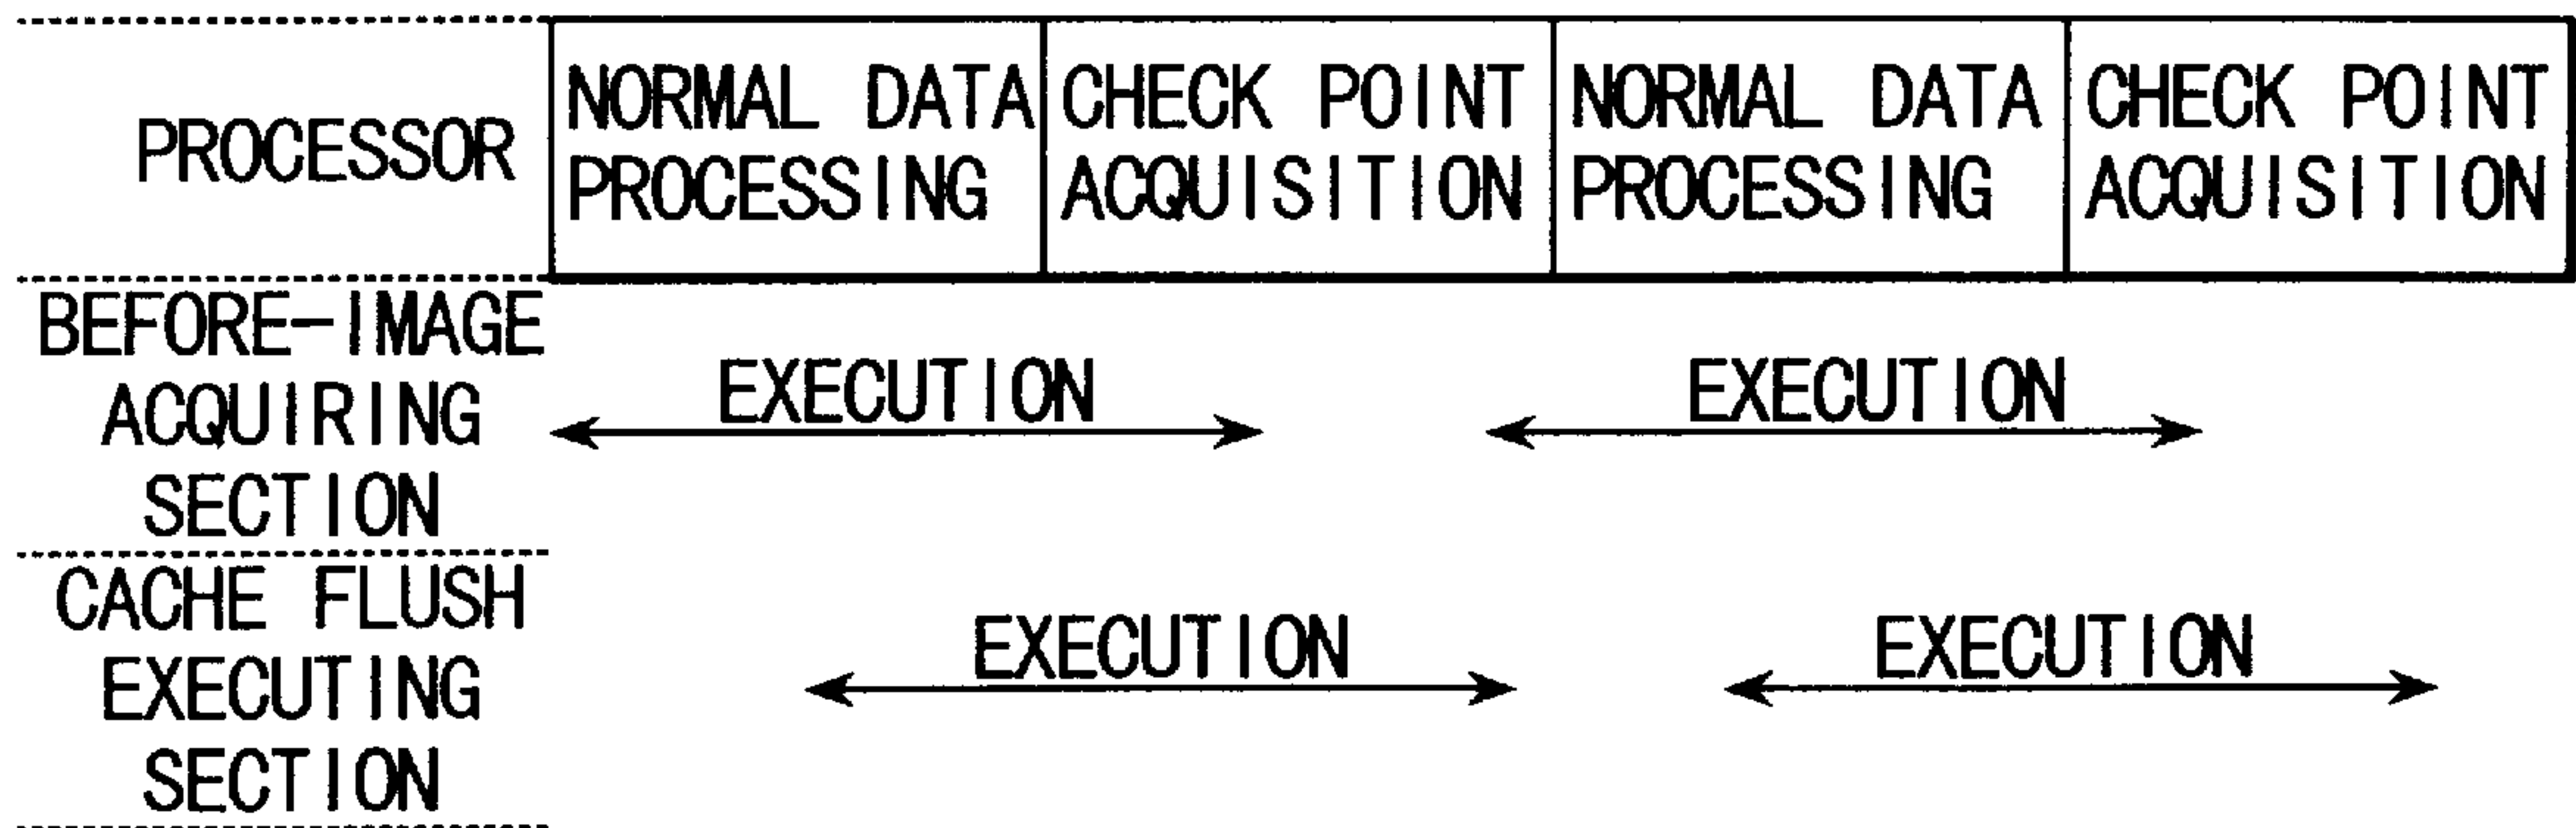 PROCESSOR
NORMAL DATA
PROCESSING
CHECK POINT
ACQUISITION
NORMAL DATA
PROCESSING
CHECK POINT
ACQUISITION
BEFORE-IMAGE
ACQUIRING
SECTION
EXECUTION
EXECUTION
CACHE FLUSH
EXECUTING
SECTION
EXECUTION
EXECUTION